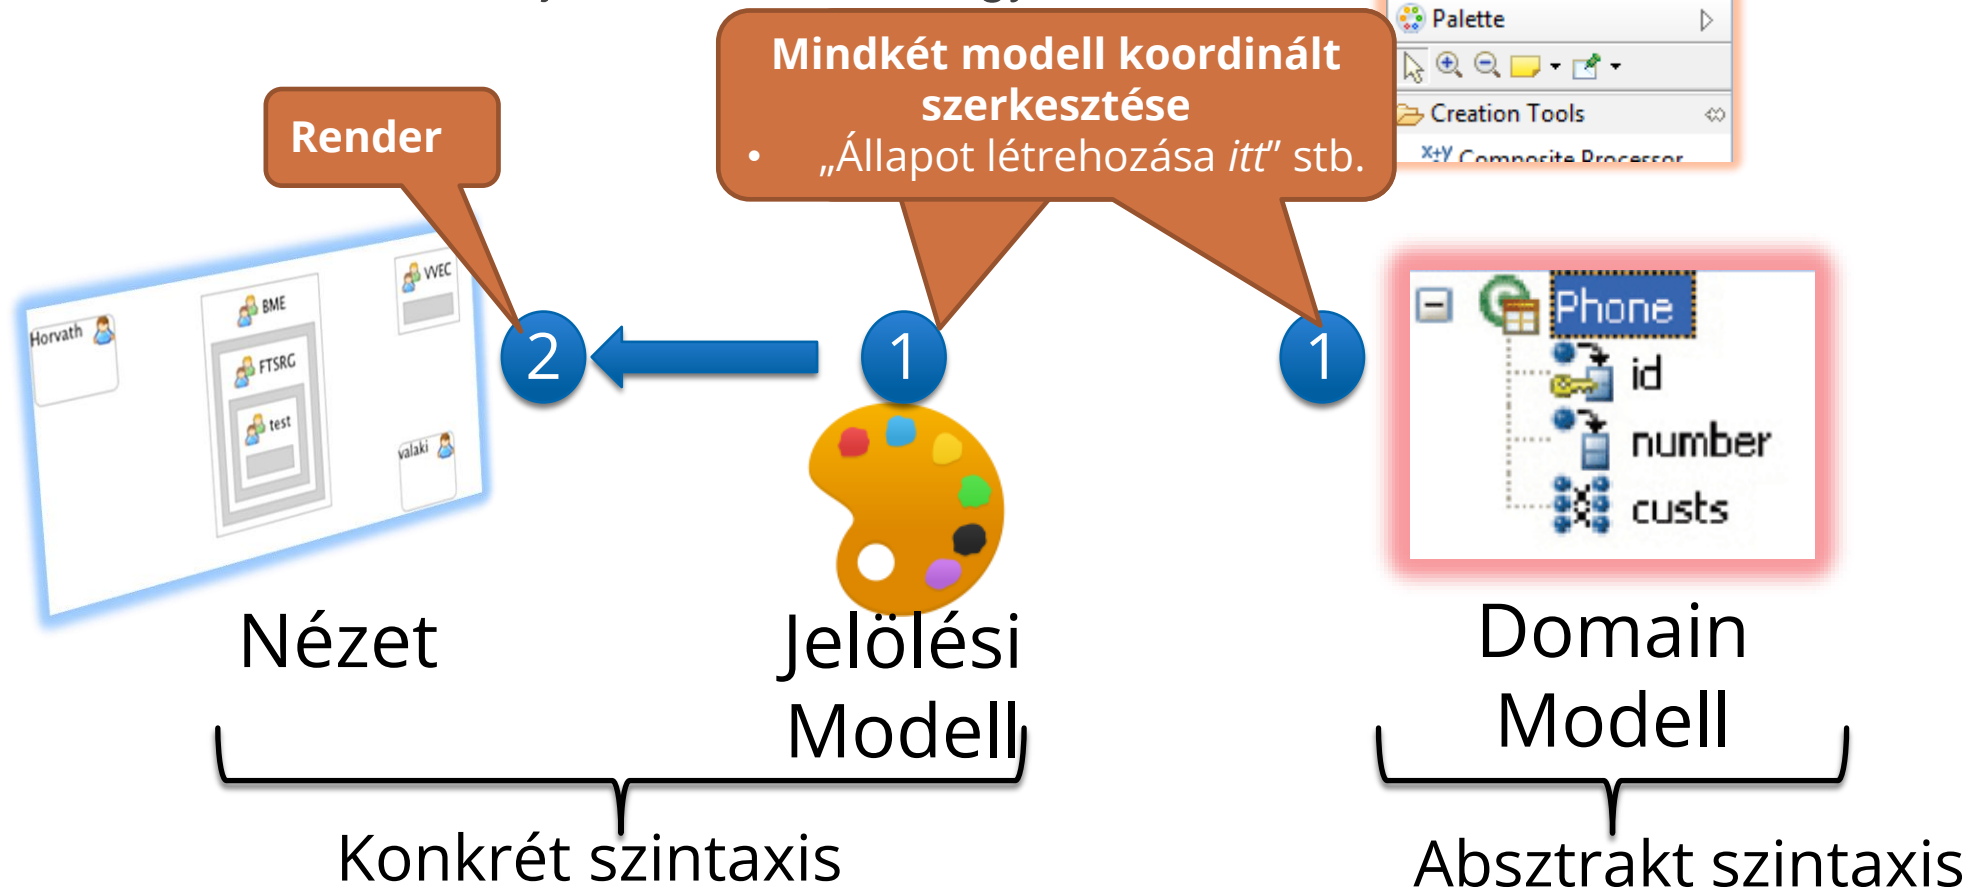 Palette
Mindkét modell koordinált
szerkesztése
• „Állapot létrehozása itt” stb.
Creation Tools
Composite Processor
Render
Horvath
BME
FTSRG
test
VVEC
valaki
2
1
1
Phone
id
number
custs
Nézet
Jelölési
Modell
Domain
Modell
Konkrét szintaxis
Absztrakt szintaxis